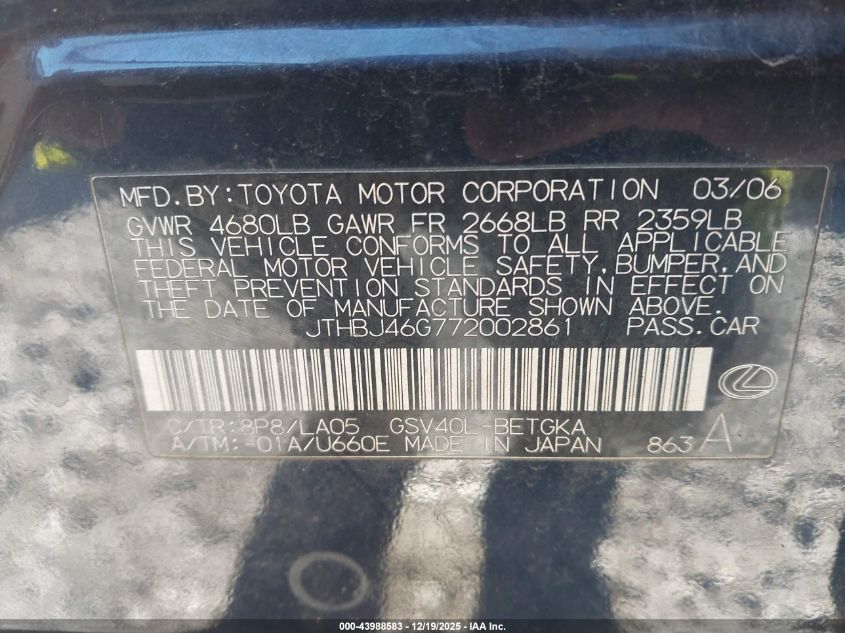 MFD.BY:TOYOTA MOTOR CORPORATION 03/06
GVWR 4680LB GAWR FR 2668LB RR 2359LB
THIS VEHICLE CONFORMS TO ALL APPLICABLE
FEDERAL MOTOR VEHICLE SAFETY,BUMPER,AND
THEFT PREVENTION STANDARDS IN EFFECT ON
THE DATE OF MANUFACTURE SHOWN ABOVE.
JTHBJ46G772002861 PASS.CAR
C/TR:8P8/LA05 GSV40L-BETGKA
A/TM:-01A/U660E MADE IN JAPAN 863 A
000-43988583 - 12/19/2025 - IAA Inc.